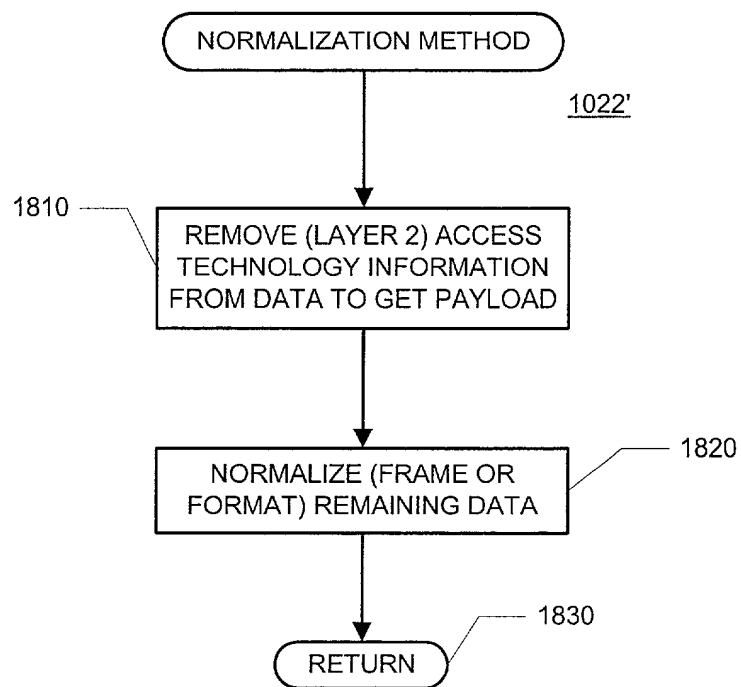 NORMALIZATION METHOD
1022'
1810
REMOVE (LAYER 2) ACCESS
TECHNOLOGY INFORMATION
FROM DATA TO GET PAYLOAD
1820
NORMALIZE (FRAME OR
FORMAT) REMAINING DATA
1830
RETURN